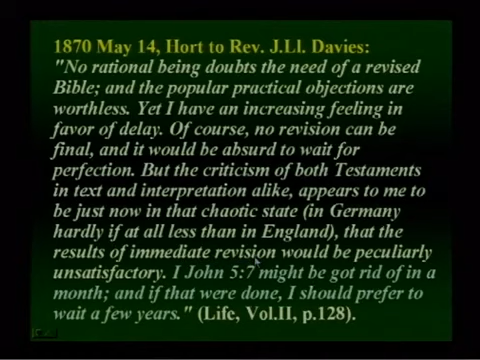 1870 May 14, Hort to Rev. J.Ll. Davies:
"No rational being doubts the need of a revised
Bible; and the popular practical objections are
worthless. Yet I have an increasing feeling in
favor of delay. Of course, no revision can be
final, and it would be absurd to wait for
perfection. But the criticism of both Testaments
in text and interpretation alike, appears to me to
be just now in that chaotic state (in Germany
hardly if at all less than in England), that the
results of immediate revision would be peculiarly
unsatisfactory. I John 5:7 might be got rid of in a
month; and if that were done, I should prefer to
wait a few years." (Life, Vol.II, p.128).